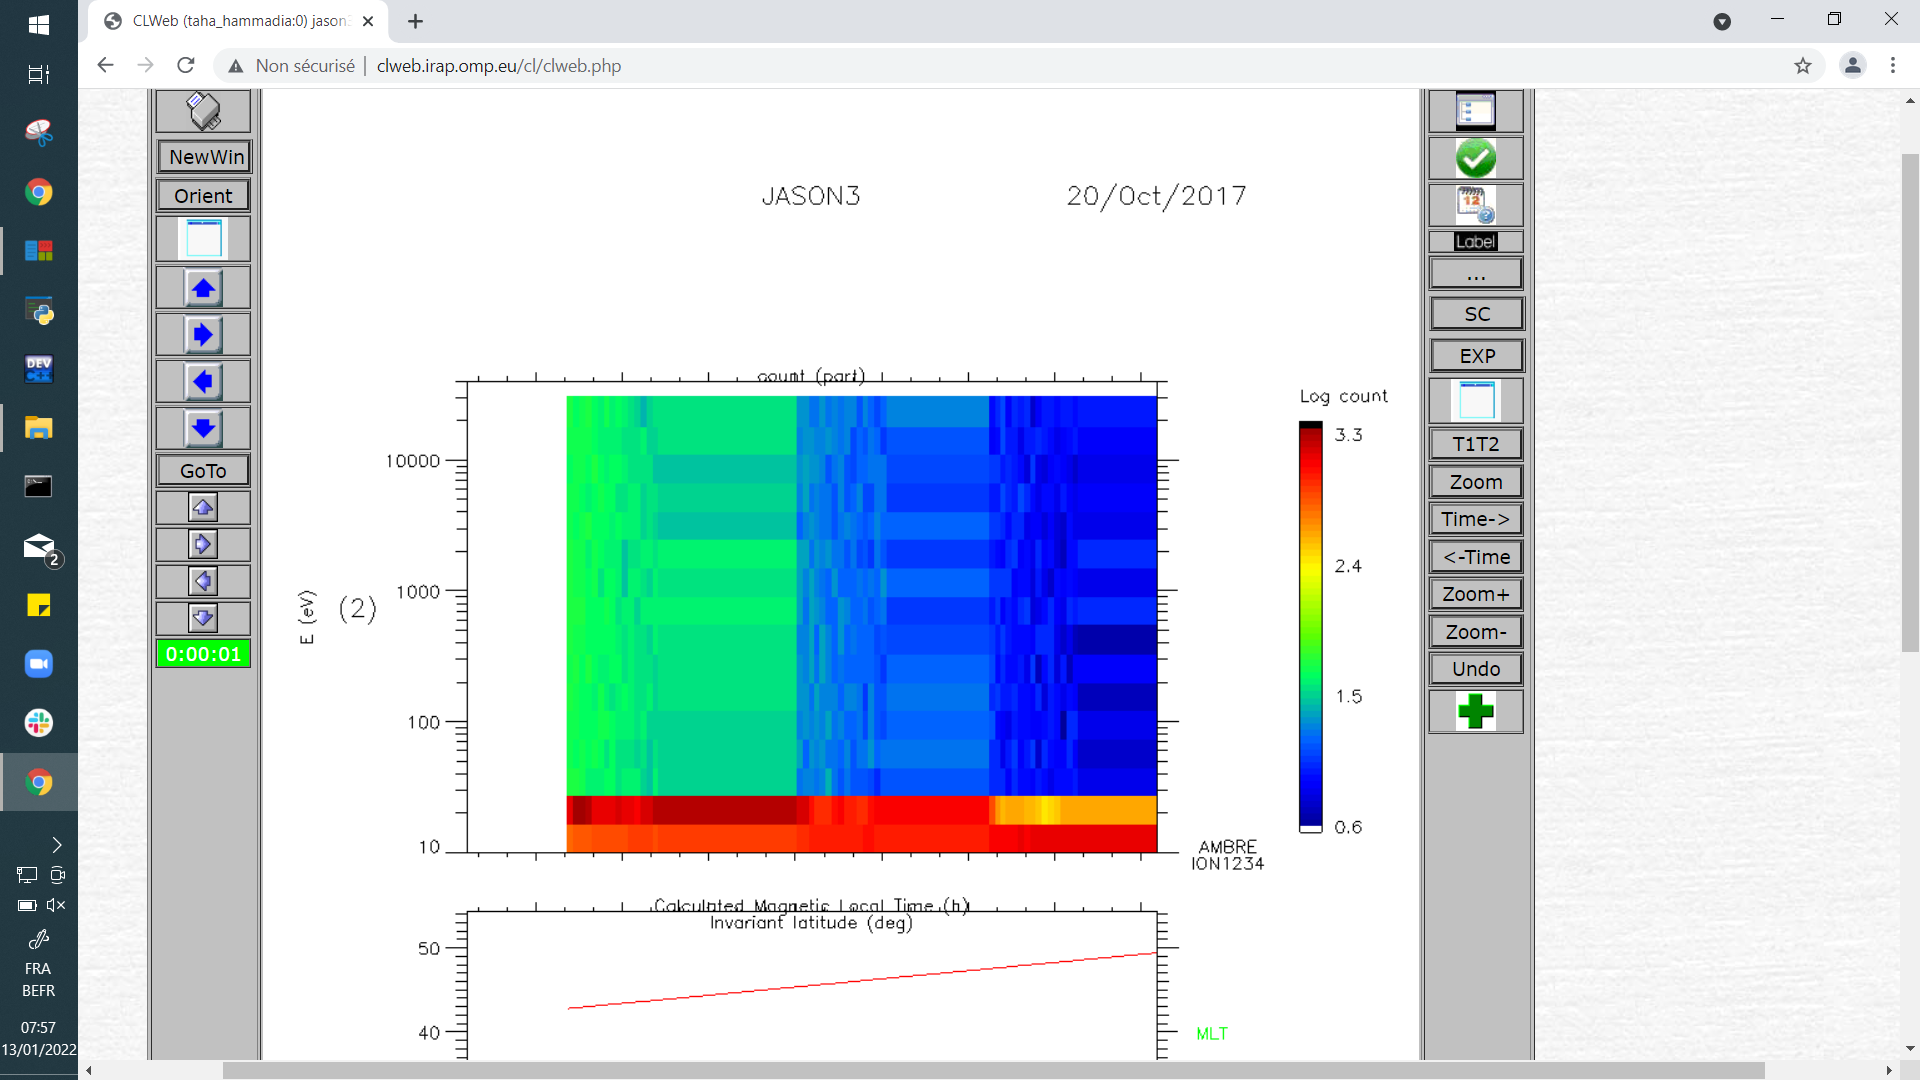 CLWeb (taha_hammadia:0) jason3
Non sécurisé
clweb.irap.omp.eu/cl/clweb.php
NewWin
Orient
GoTo
0:00:01
JASON3
20/Oct/2017
count (part)
10000
1000
100
10
E (eV)
(2)
Log count
3.3
2.4
1.5
0.6
AMBRE
ION1234
Calculated Magnetic Local Time (h)
Invariant latitude (deg)
50
40
MLT
12
Label
...
SC
EXP
T1T2
Zoom
Time->
<-Time
Zoom+
Zoom-
Undo
DEV
C++
2
FRA
BEFR
07:57
13/01/2022